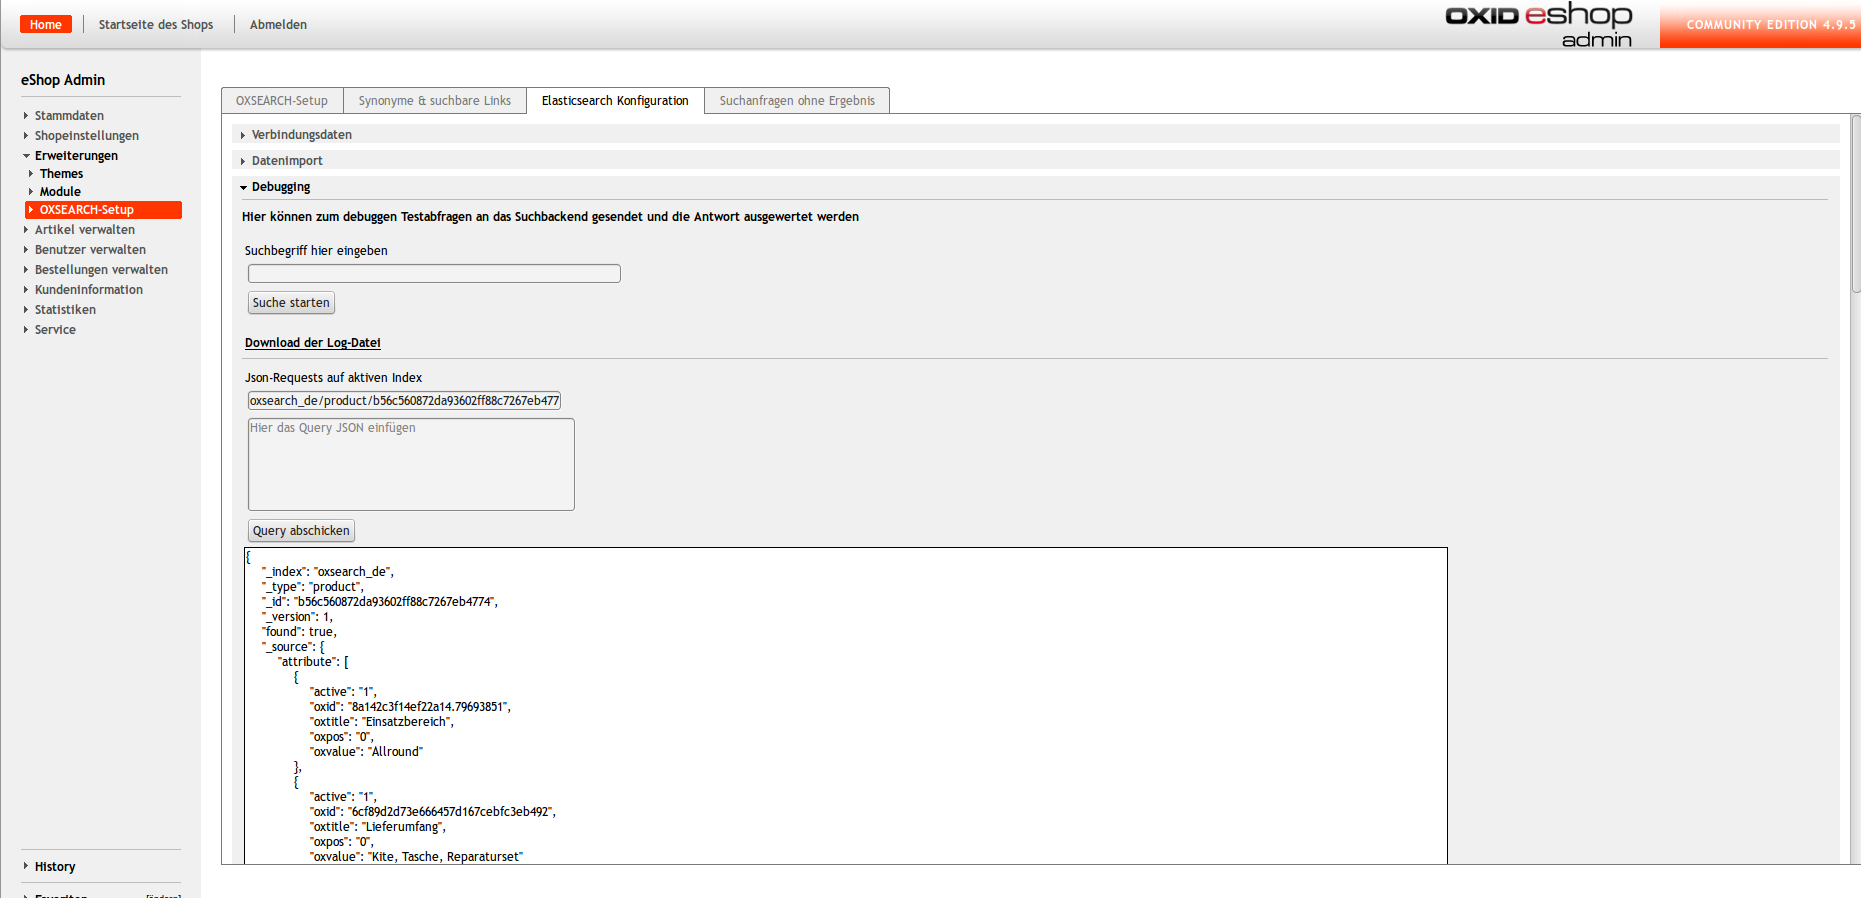 Home
Startseite des Shops
Abmelden
OXID eshop
admin
COMMUNITY EDITION 4.9.5
eShop Admin
Stammdaten
Shopeinstellungen
Erweiterungen
Themes
Module
OXSEARCH-Setup
Artikel verwalten
Benutzer verwalten
Bestellungen verwalten
Kundeninformation
Statistiken
Service
History
OXSEARCH-Setup
Synonyme & suchbare Links
Elasticsearch Konfiguration
Suchanfragen ohne Ergebnis
Verbindungsdaten
Datenimport
Debugging
Hier können zum debuggen Testabfragen an das Suchbackend gesendet und die Antwort ausgewertet werden
Suchbegriff hier eingeben
Suche starten
Download der Log-Datei
Json-Requests auf aktiven Index
oxsearch_de/product/b56c560872da93602ff88c7267eb477
Hier das Query JSON einfügen
Query abschicken
{
"_index": "oxsearch_de",
"_type": "product",
"_id": "b56c560872da93602ff88c7267eb4774",
"_version": 1,
"found": true,
"_source": {
"attribute": [
{
"active": "1",
"oxid": "8a142c3f14ef22a14.79693851",
"oxtitle": "Einsatzbereich",
"oxpos": "0",
"oxvalue": "Allround"
},
{
"active": "1",
"oxid": "6cf89d2d73e666457d167cebfc3eb492",
"oxtitle": "Lieferumfang",
"oxpos": "0",
"oxvalue": "Kite, Tasche, Reparaturset"